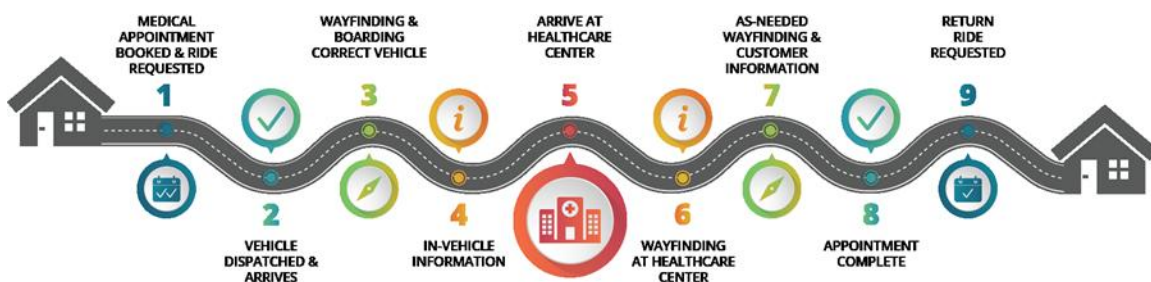 MEDICAL
APPOINTMENT
BOOKED & RIDE
REQUESTED
1
2
VEHICLE
DISPATCHED &
ARRIVES
WAYFINDING &
BOARDING
CORRECT VEHICLE
3
i
4
IN-VEHICLE
INFORMATION
ARRIVE AT
HEALTHCARE
CENTER
5
i
6
WAYFINDING
AT HEALTHCARE
CENTER
AS-NEEDED
WAYFINDING &
CUSTOMER
INFORMATION
7
8
APPOINTMENT
COMPLETE
RETURN
RIDE
REQUESTED
9